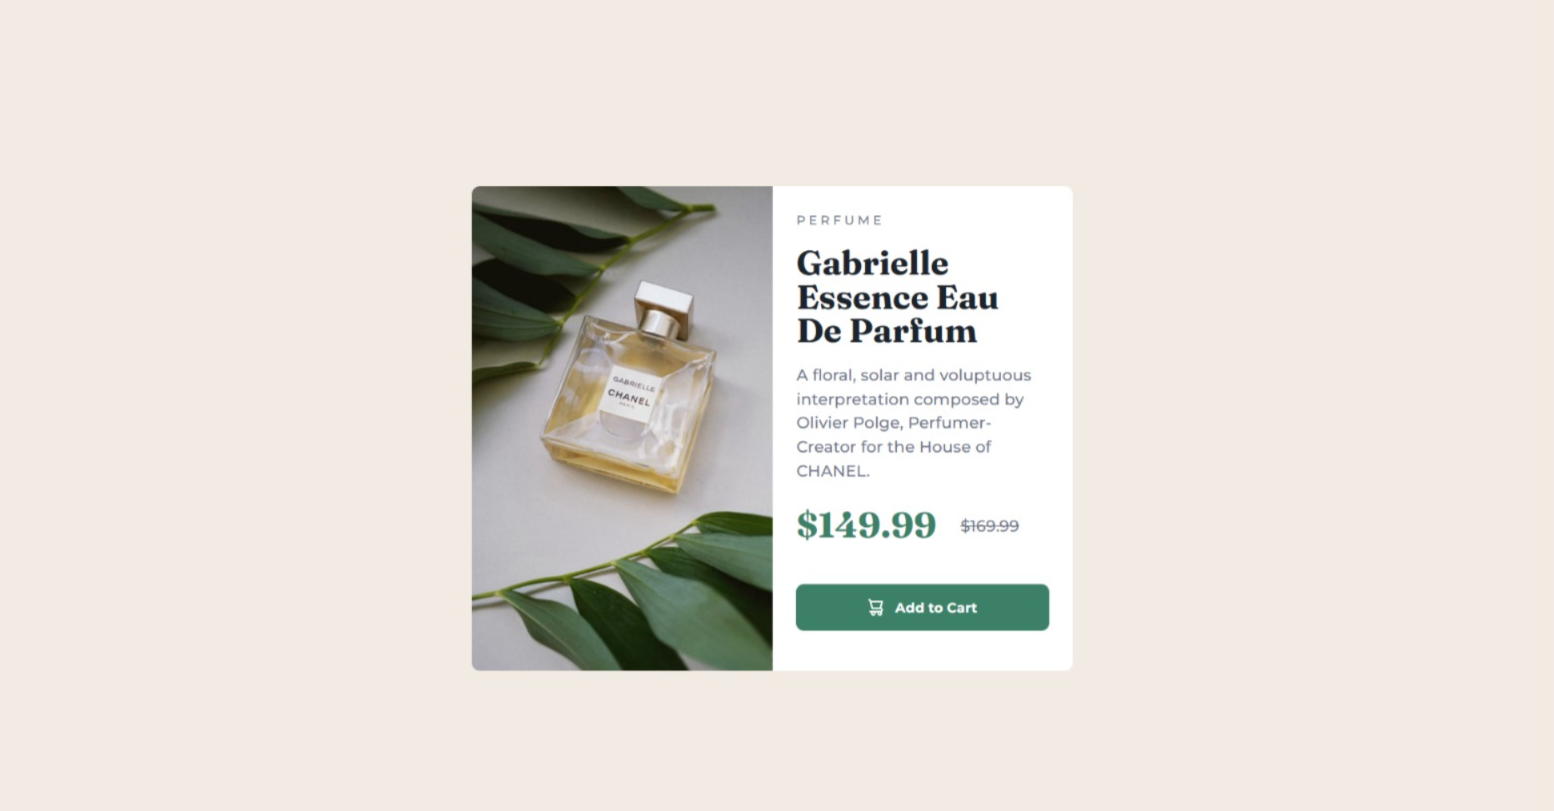 PERFUME
Gabrielle
Essence Eau
De Parfum
A floral, solar and voluptuous
interpretation composed by
Olivier Polge, Perfumer-
Creator for the House of
CHANEL.
$149.99 $169.99
Add to Cart
GABRIELLE
CHANEL
PARIS